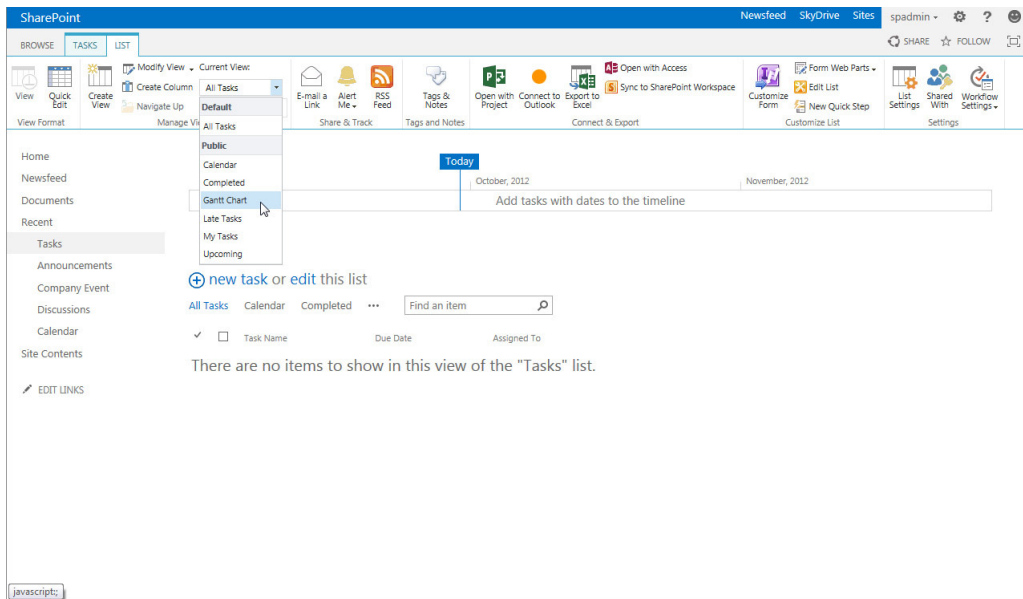 SharePoint
Newsfeed SkyDrive Sites spadmin ?
BROWSE TASKS LIST
SHARE FOLLOW
View
Quick Edit
View Format
Create View
Modify View
Create Column
Navigate Up
Current View:
All Tasks
Manage Vi
Default
All Tasks
Public
Calendar
Completed
Gantt Chart
Late Tasks
My Tasks
Upcoming
E-mail a Link
Alert Me
RSS Feed
Share & Track
Tags & Notes
Tags and Notes
Open with Project
Connect to Outlook
Export to Excel
Open with Access
Sync to SharePoint Workspace
Connect & Export
Customize Form
Form Web Parts
Edit List
New Quick Step
Customize List
List Settings
Shared With
Workflow Settings
Settings
Home
Newsfeed
Documents
Recent
Tasks
Announcements
Company Event
Discussions
Calendar
Site Contents
EDIT LINKS
Today
October, 2012
November, 2012
Add tasks with dates to the timeline
new task or edit this list
All Tasks Calendar Completed ••• Find an item
Task Name Due Date Assigned To
There are no items to show in this view of the "Tasks" list.
javascript:;